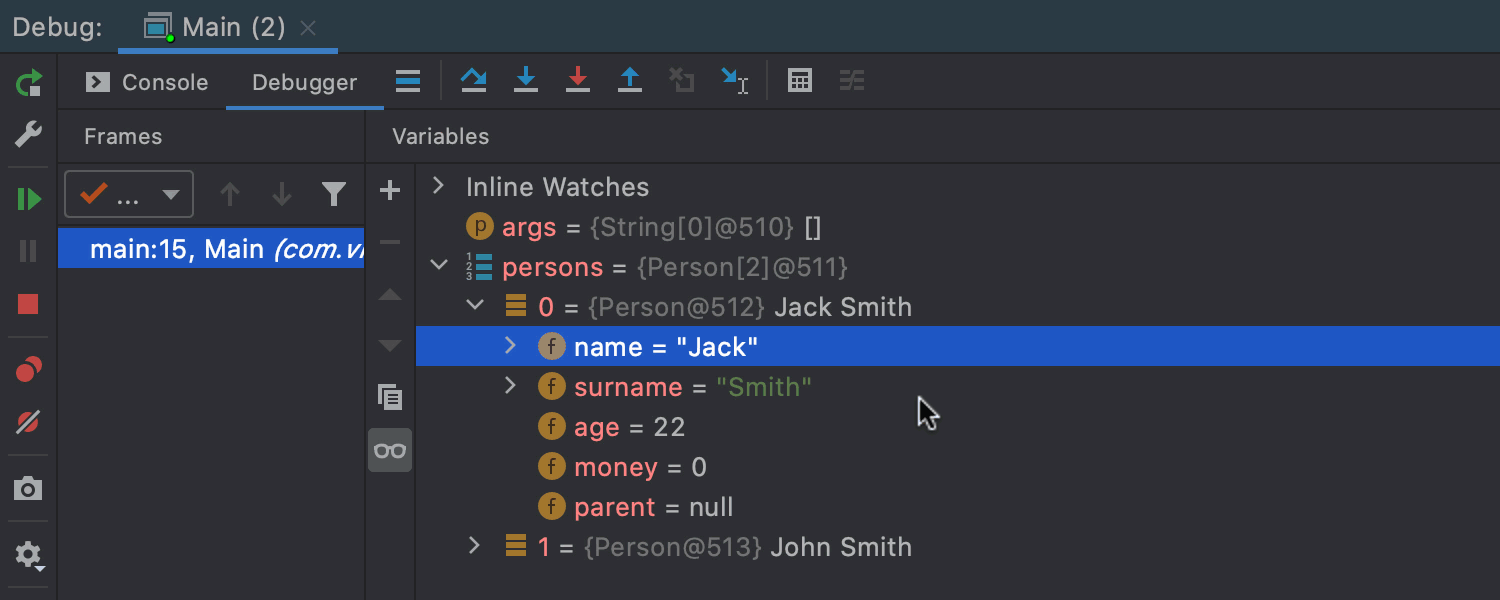 Debug: Main (2)
Console Debugger
Frames Variables
...
main:15, Main (com.
Inline Watches
args = {String[0]@510} []
persons = {Person[2]@511}
0 = {Person@512} Jack Smith
name = "Jack"
surname = "Smith"
age = 22
money = 0
parent = null
1 = {Person@513} John Smith